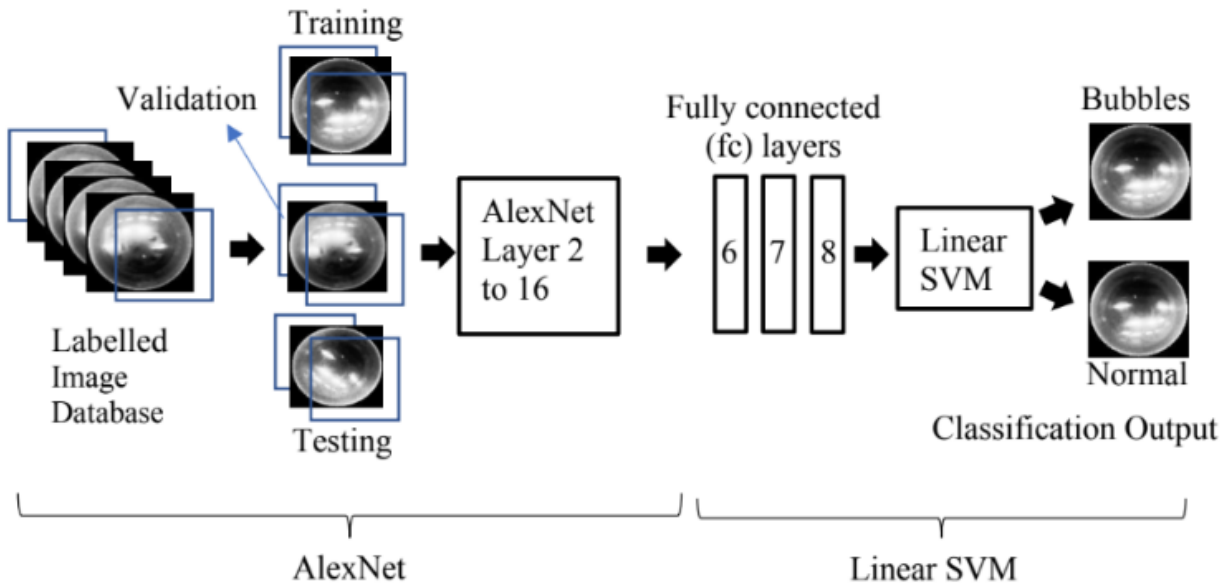 Training
Validation
Labelled
Image
Database
Testing
AlexNet
Layer 2
to 16
Fully connected
(fc) layers
6
7
8
Linear
SVM
Bubbles
Normal
Classification Output
AlexNet
Linear SVM